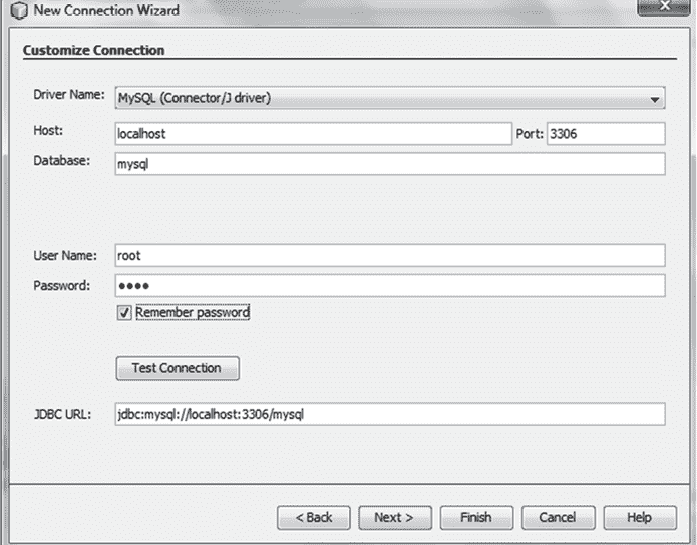 New Connection Wizard
X
Customize Connection
Driver Name: MySQL (Connector/J driver)
Host: localhost Port: 3306
Database: mysql
User Name: root
Password: ●●●●
Remember password
Test Connection
JDBC URL: jdbc:mysql://localhost:3306/mysql
< Back Next > Finish Cancel Help